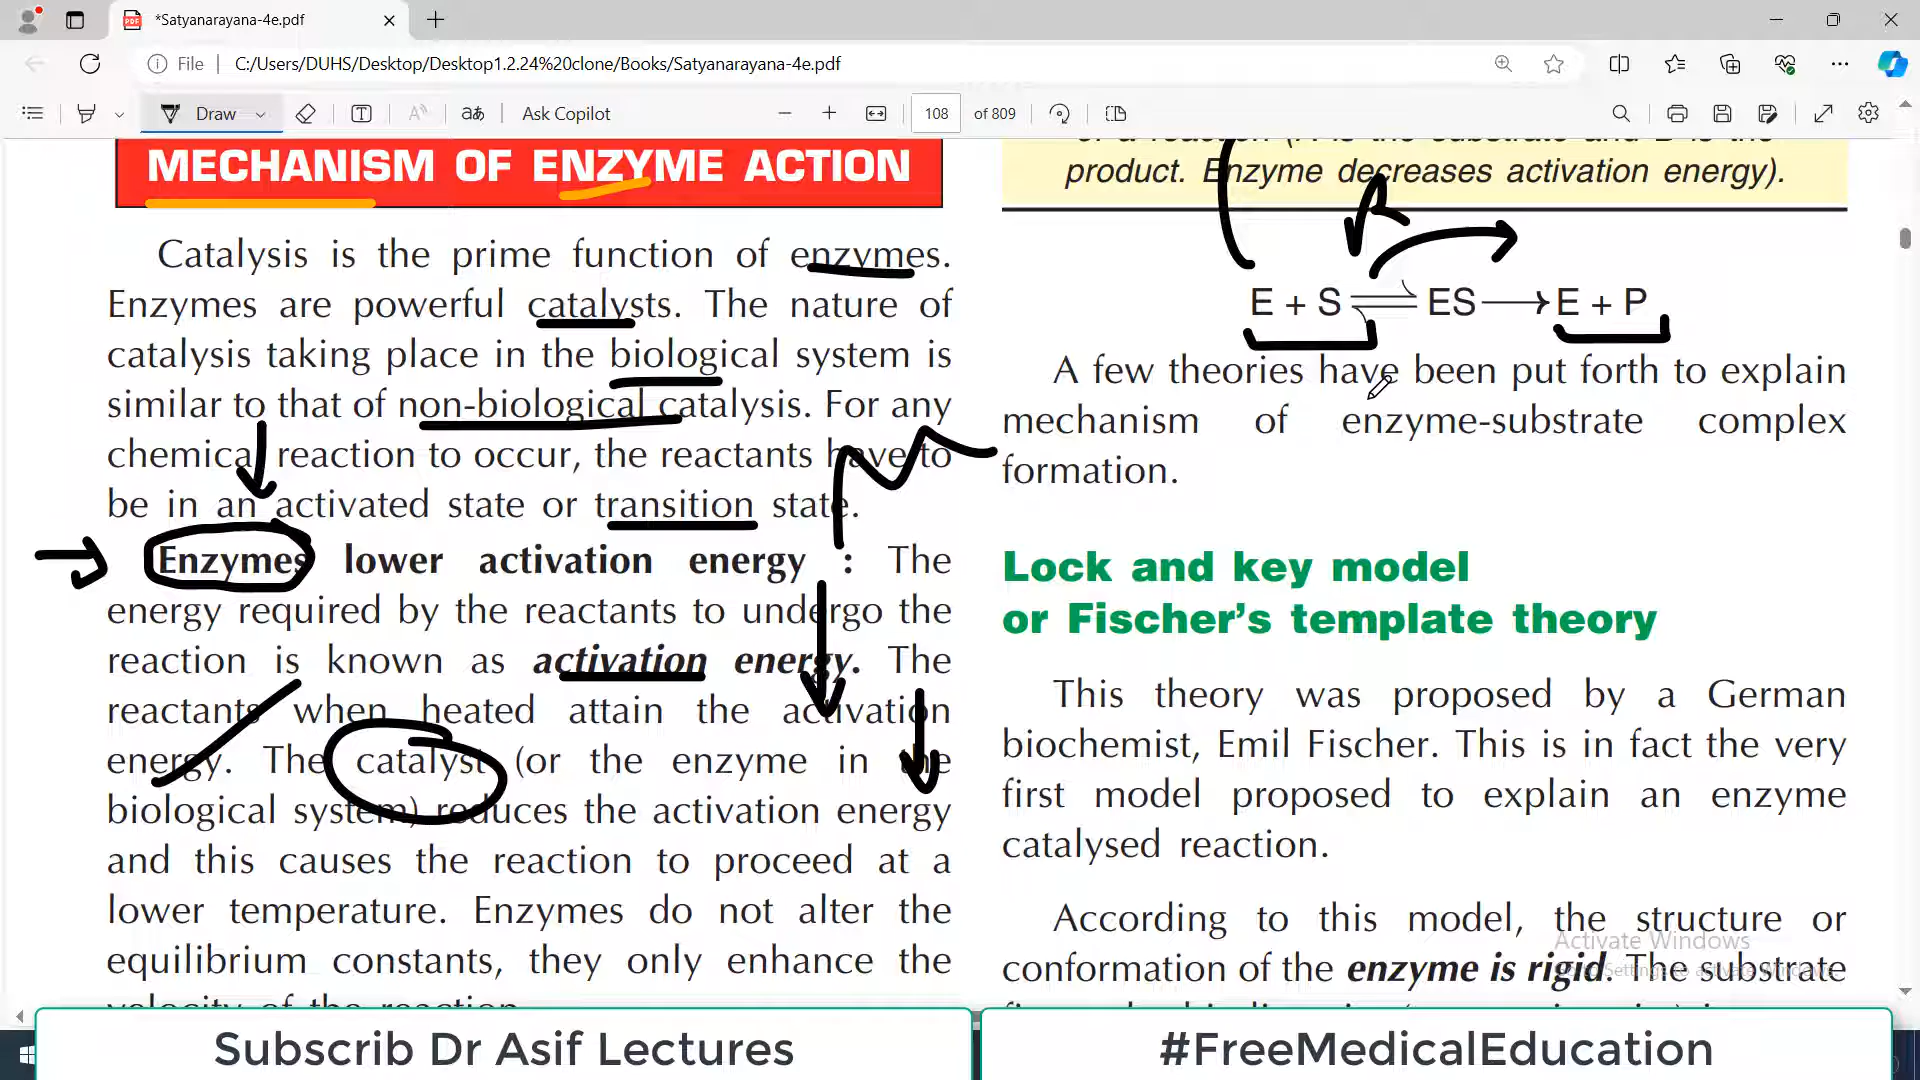 *Satyanarayana-4e.pdf
File
C:/Users/DUHS/Desktop/Desktop1.2.24%20clone/Books/Satyanarayana-4e.pdf
Draw
Ask Copilot
108 of 809
MECHANISM OF ENZYME ACTION
Catalysis is the prime function of enzymes.
Enzymes are powerful catalysts. The nature of
catalysis taking place in the biological system is
similar to that of non-biological catalysis. For any
chemical reaction to occur, the reactants have to
be in an activated state or transition state.
Enzymes lower activation energy : The
energy required by the reactants to undergo the
reaction is known as activation energy. The
reactants when heated attain the activation
energy. The catalyst (or the enzyme in the
biological system) reduces the activation energy
and this causes the reaction to proceed at a
lower temperature. Enzymes do not alter the
equilibrium constants, they only enhance the
velocity of the reaction.
product. Enzyme decreases activation energy).
E + S ⇌ ES ⟶ E + P
A few theories have been put forth to explain
mechanism of enzyme-substrate complex
formation.
Lock and key model
or Fischer's template theory
This theory was proposed by a German
biochemist, Emil Fischer. This is in fact the very
first model proposed to explain an enzyme
catalysed reaction.
According to this model, the structure or
conformation of the enzyme is rigid. The substrate
Activate Windows
Go to Settings to activate Windows.
Subscrib Dr Asif Lectures
#FreeMedicalEducation